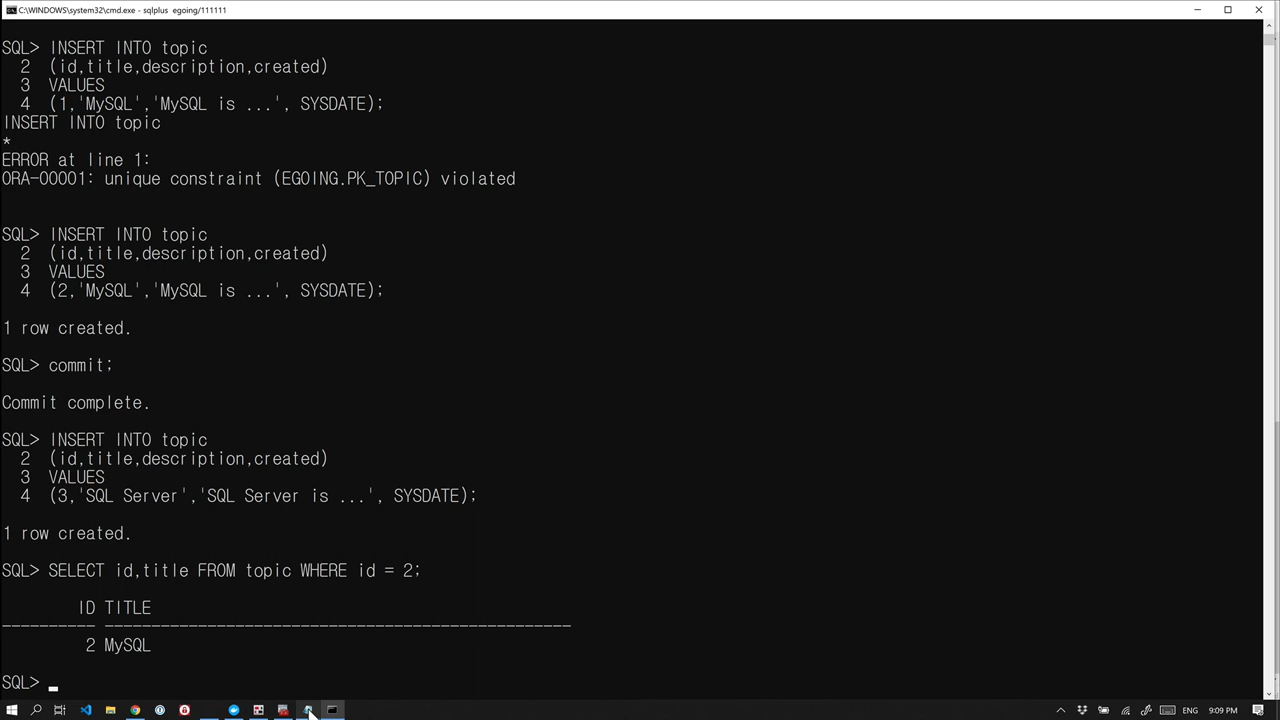 C:\WINDOWS\system32\cmd.exe - sqlplus egoing/111111
SQL> INSERT INTO topic
2 (id,title,description,created)
3 VALUES
4 (1,'MySQL','MySQL is ...', SYSDATE);
INSERT INTO topic
*
ERROR at line 1:
ORA-00001: unique constraint (EGOING.PK_TOPIC) violated
SQL> INSERT INTO topic
2 (id,title,description,created)
3 VALUES
4 (2,'MySQL','MySQL is ...', SYSDATE);
1 row created.
SQL> commit;
Commit complete.
SQL> INSERT INTO topic
2 (id,title,description,created)
3 VALUES
4 (3,'SQL Server','SQL Server is ...', SYSDATE);
1 row created.
SQL> SELECT id,title FROM topic WHERE id = 2;
ID TITLE
---------- --------------------------------------------------
2 MySQL
SQL> _
ENG 9:09 PM